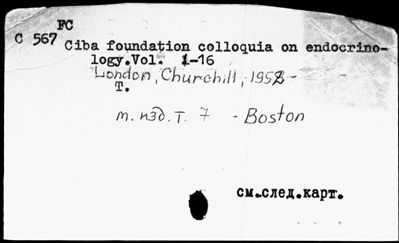 FC
C 567 Ciba foundation colloquia on endocrino-
logy.Vol. 1-16
London, Churchill, 1952-
T.
т. изд. т. 7 - Boston
см.след.карт.